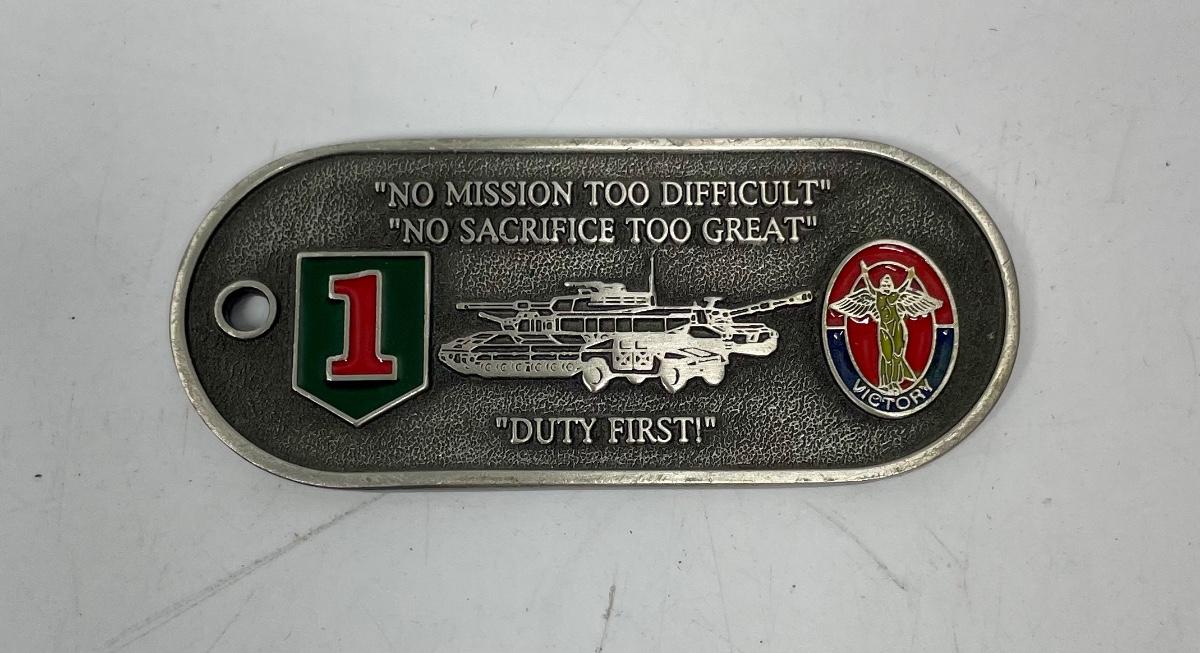 "NO MISSION TOO DIFFICULT"
"NO SACRIFICE TOO GREAT"
1
VICTORY
"DUTY FIRST!"